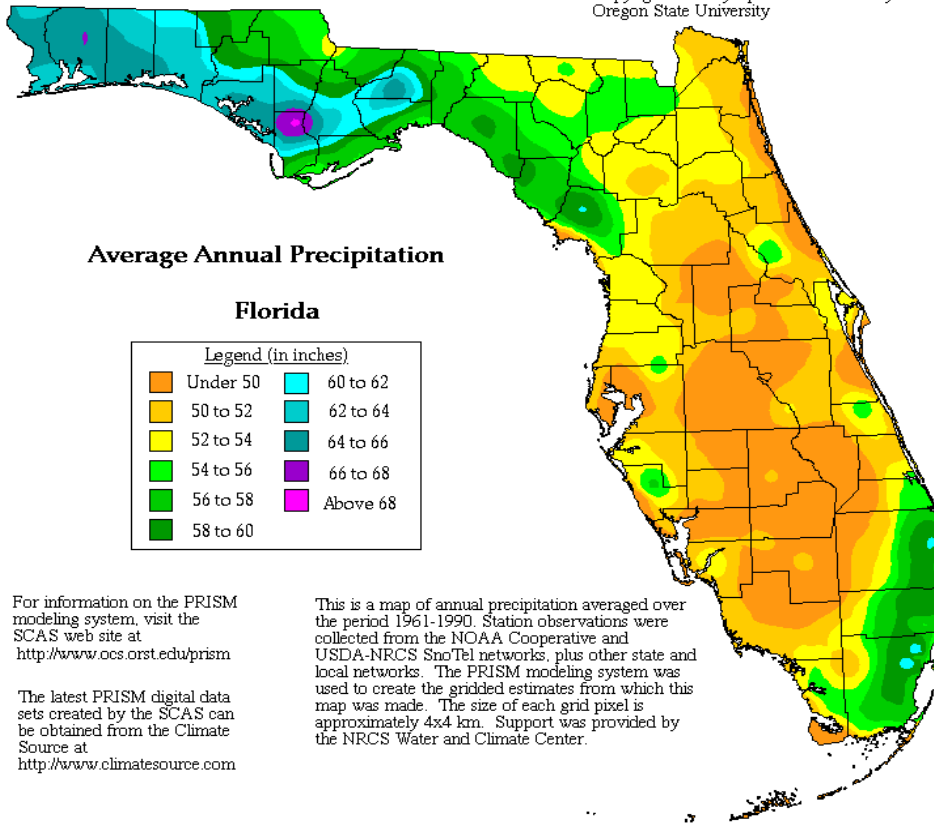 Oregon State University
Average Annual Precipitation
Florida
Legend (in inches)
Under 50
50 to 52
52 to 54
54 to 56
56 to 58
58 to 60
60 to 62
62 to 64
64 to 66
66 to 68
Above 68
For information on the PRISM
modeling system, visit the
SCAS web site at
http://www.ocs.orst.edu/prism
The latest PRISM digital data
sets created by the SCAS can
be obtained from the Climate
Source at
http://www.climatesource.com
This is a map of annual precipitation averaged over
the period 1961-1990. Station observations were
collected from the NOAA Cooperative and
USDA-NRCS SnoTel networks, plus other state and
local networks. The PRISM modeling system was
used to create the gridded estimates from which this
map was made. The size of each grid pixel is
approximately 4x4 km. Support was provided by
the NRCS Water and Climate Center.